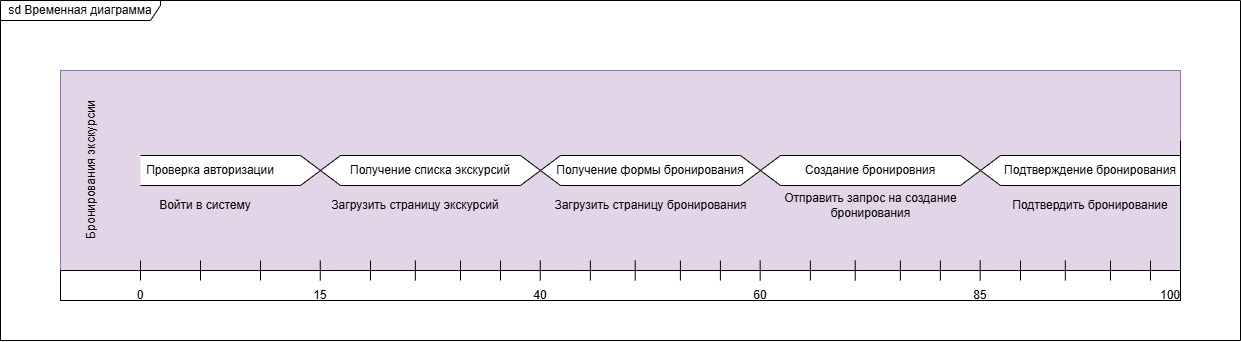 sd Временная диаграмма
Бронирования экскурсии
Проверка авторизации
Получение списка экскурсий
Получение формы бронирования
Создание бронировния
Подтверждение бронирования
Войти в систему
Загрузить страницу экскурсий
Загрузить страницу бронирования
Отправить запрос на создание
бронирования
Подтвердить бронирование
0
15
40
60
85
100